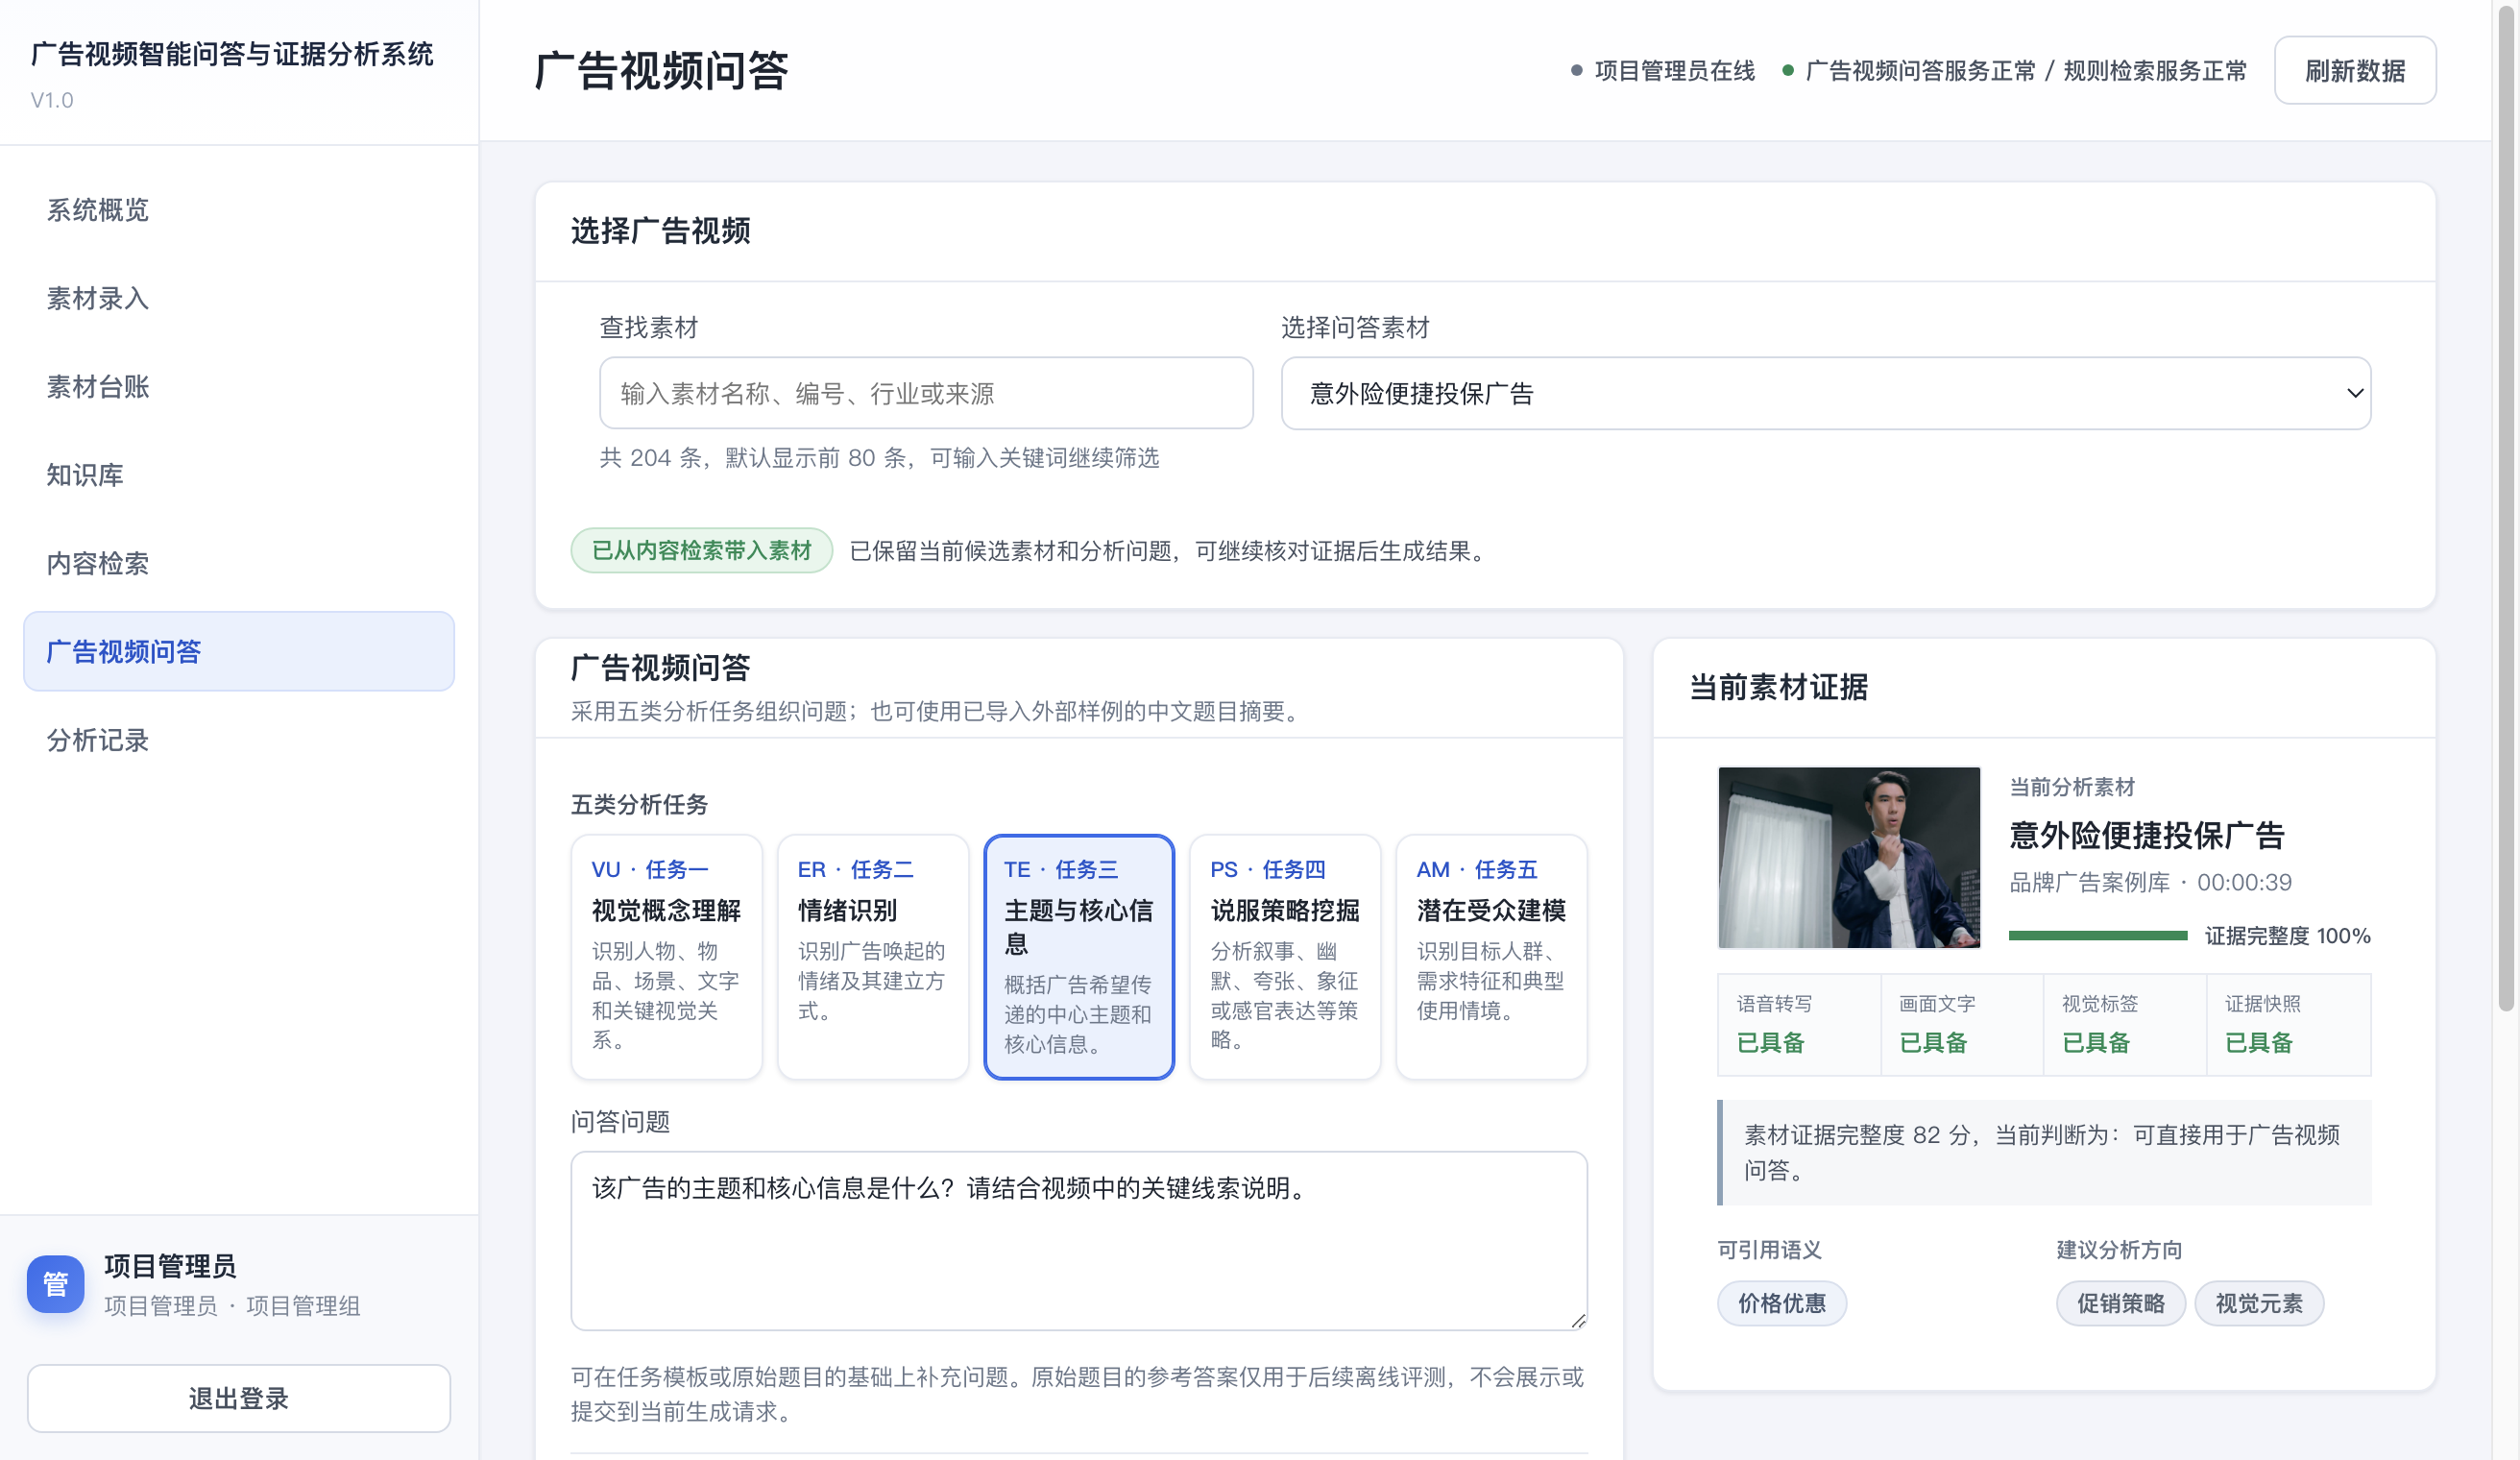 广告视频智能问答与证据分析系统
V1.0
系统概览
素材录入
素材台账
知识库
内容检索
广告视频问答
分析记录
管
项目管理员
项目管理员 · 项目管理组
退出登录
广告视频问答
项目管理员在线
广告视频问答服务正常 / 规则检索服务正常
刷新数据
选择广告视频
查找素材
选择问答素材
输入素材名称、编号、行业或来源
意外险便捷投保广告
共 204 条，默认显示前 80 条，可输入关键词继续筛选
已从内容检索带入素材
已保留当前候选素材和分析问题，可继续核对证据后生成结果。
广告视频问答
采用五类分析任务组织问题；也可使用已导入外部样例的中文题目摘要。
五类分析任务
VU · 任务一
视觉概念理解
识别人物、物
品、场景、文字
和关键视觉关
系。
ER · 任务二
情绪识别
识别广告唤起的
情绪及其建立方
式。
TE · 任务三
主题与核心信
息
概括广告希望传
递的中心主题和
核心信息。
PS · 任务四
说服策略挖掘
分析叙事、幽
默、夸张、象征
或感官表达等策
略。
AM · 任务五
潜在受众建模
识别目标人群、
需求特征和典型
使用情境。
问答问题
该广告的主题和核心信息是什么？请结合视频中的关键线索说明。
可在任务模板或原始题目的基础上补充问题。原始题目的参考答案仅用于后续离线评测，不会展示或
提交到当前生成请求。
当前素材证据
当前分析素材
意外险便捷投保广告
品牌广告案例库 · 00:00:39
证据完整度 100%
语音转写
已具备
画面文字
已具备
视觉标签
已具备
证据快照
已具备
素材证据完整度 82 分，当前判断为：可直接用于广告视频
问答。
可引用语义
价格优惠
建议分析方向
促销策略
视觉元素